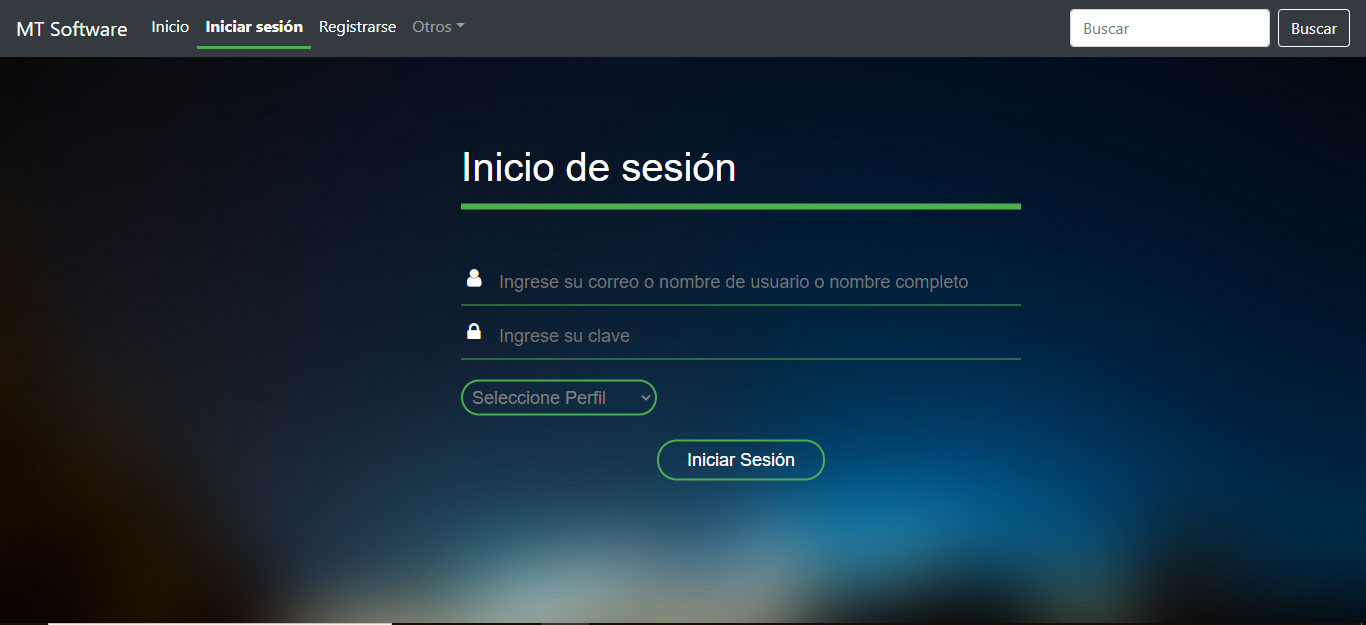 MT Software Inicio Iniciar sesión Registrarse Otros Buscar Buscar
Inicio de sesión
Ingrese su correo o nombre de usuario o nombre completo
Ingrese su clave
Seleccione Perfil
Iniciar Sesión